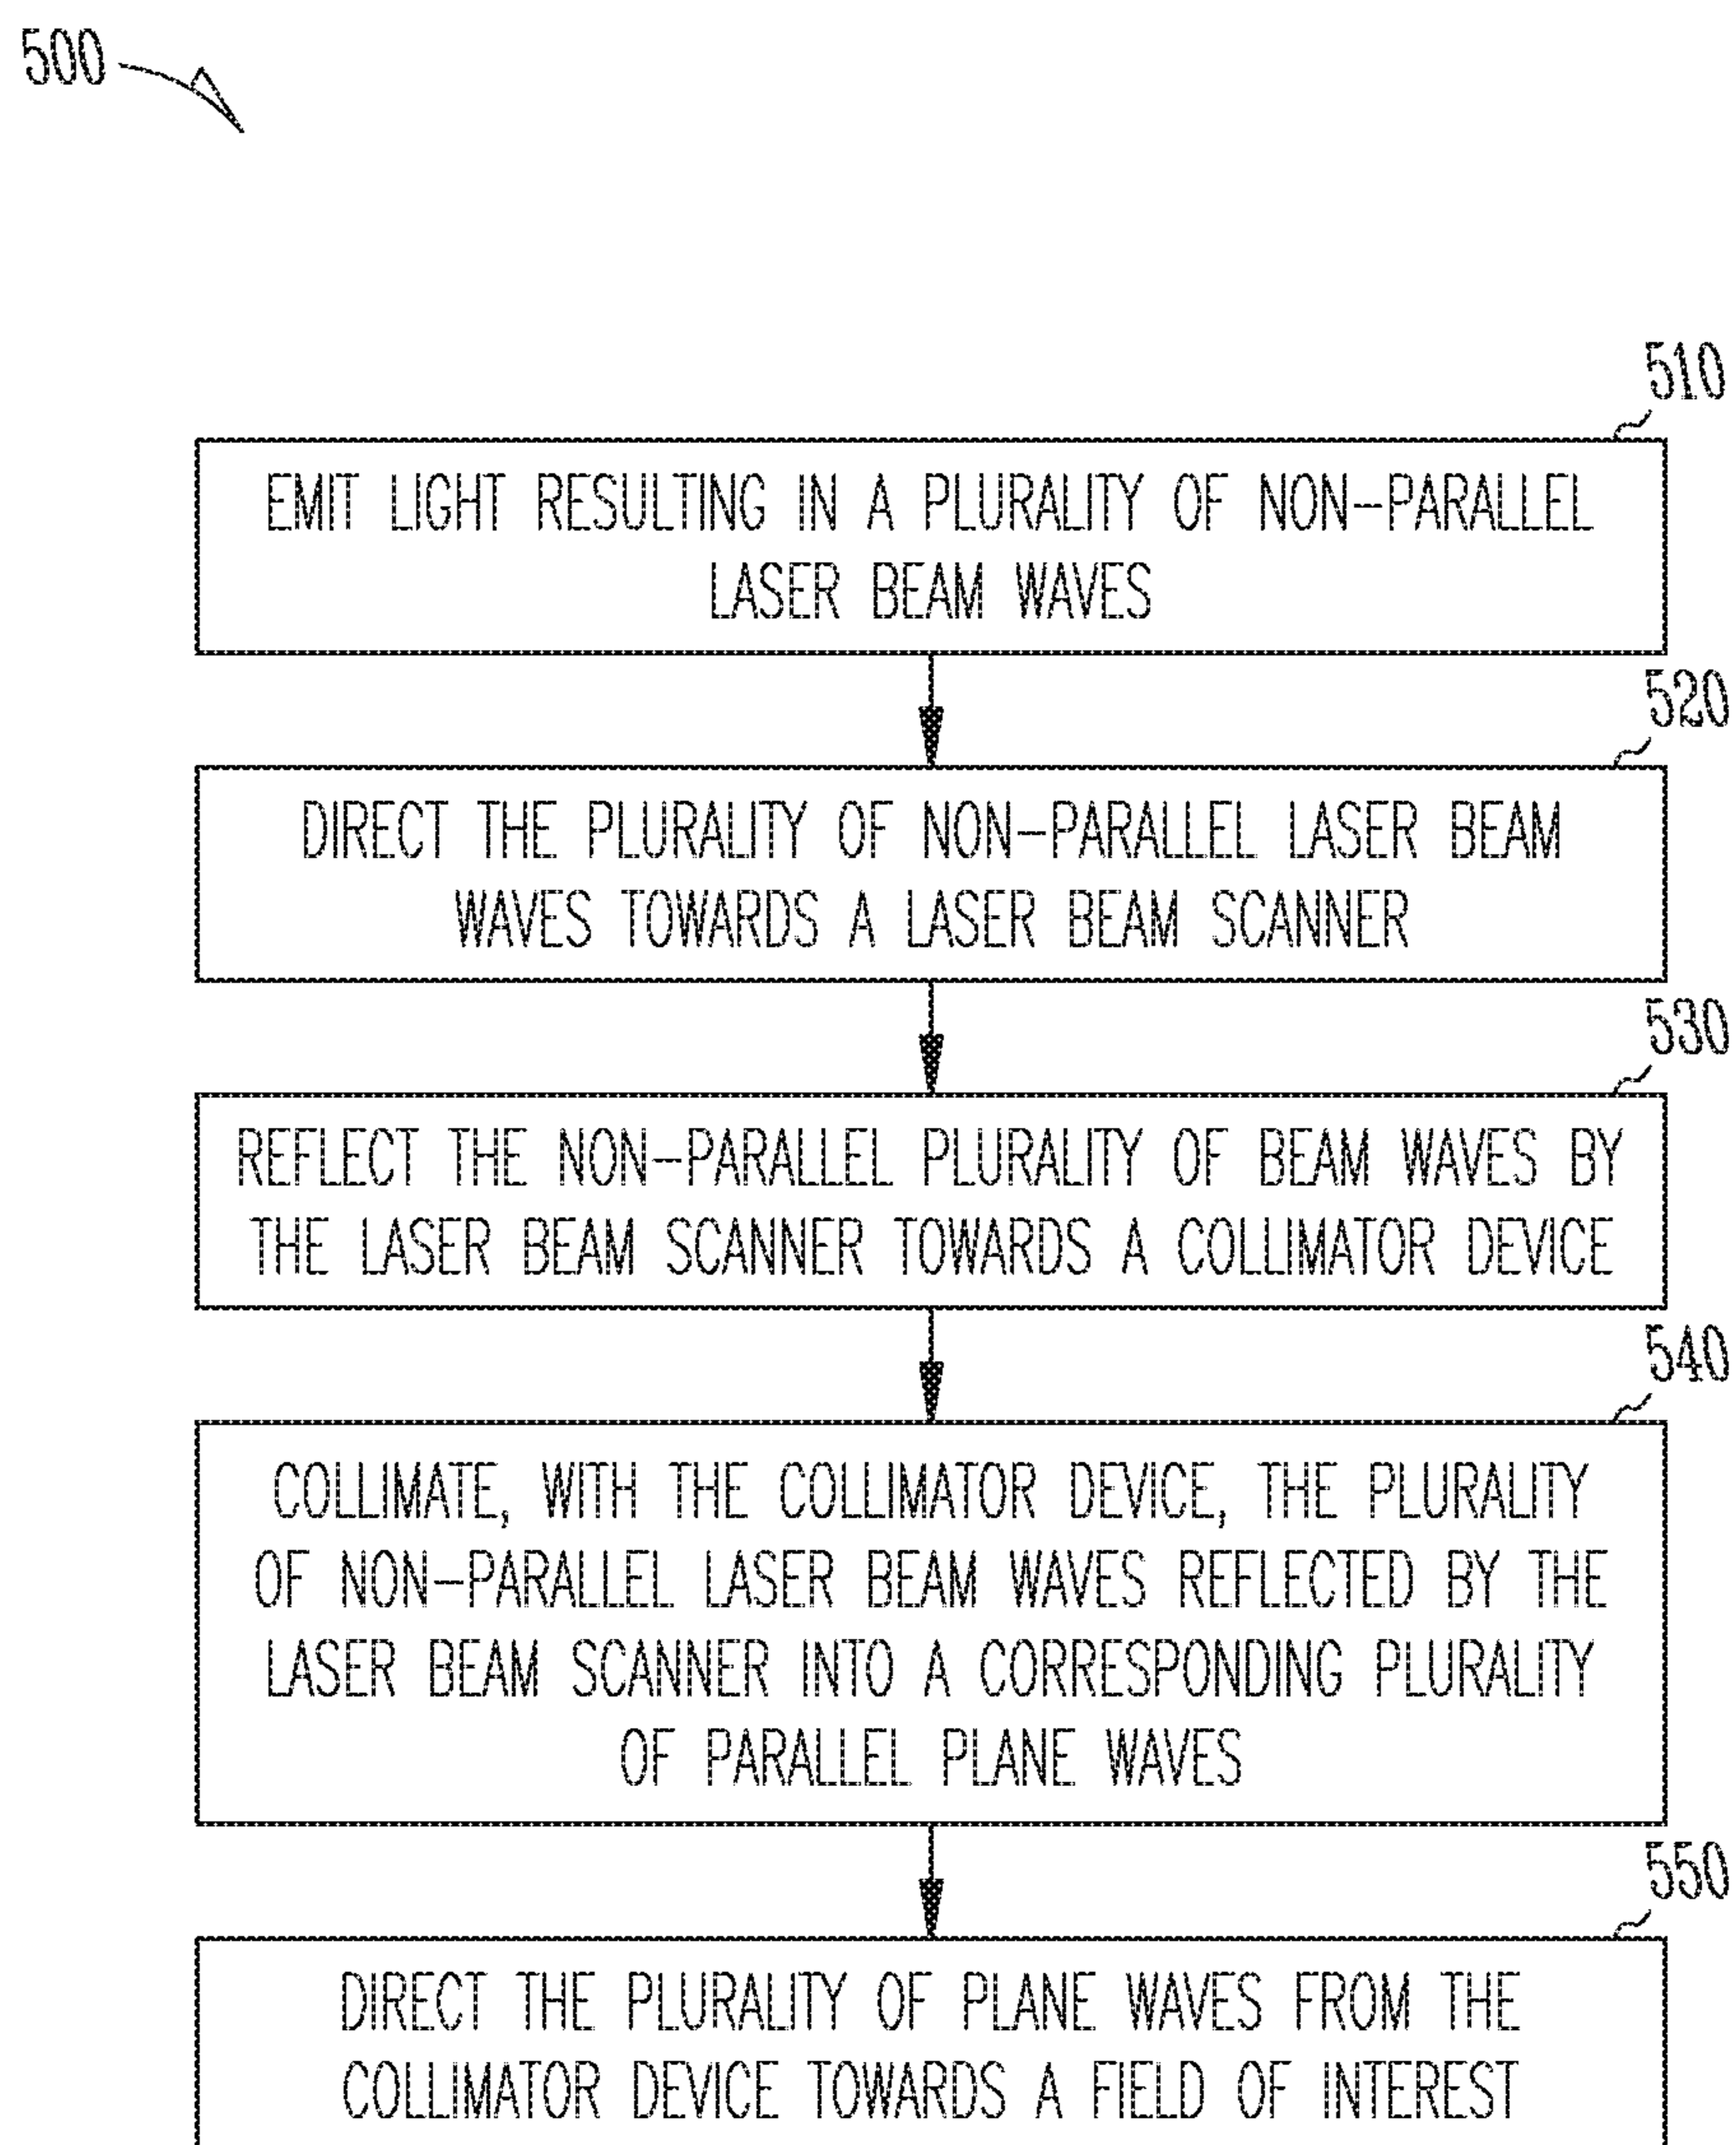 500
510
EMIT LIGHT RESULTING IN A PLURALITY OF NON-PARALLEL
LASER BEAM WAVES
520
DIRECT THE PLURALITY OF NON-PARALLEL LASER BEAM
WAVES TOWARDS A LASER BEAM SCANNER
530
REFLECT THE NON-PARALLEL PLURALITY OF BEAM WAVES BY
THE LASER BEAM SCANNER TOWARDS A COLLIMATOR DEVICE
540
COLLIMATE, WITH THE COLLIMATOR DEVICE, THE PLURALITY
OF NON-PARALLEL LASER BEAM WAVES REFLECTED BY THE
LASER BEAM SCANNER INTO A CORRESPONDING PLURALITY
OF PARALLEL PLANE WAVES
550
DIRECT THE PLURALITY OF PLANE WAVES FROM THE
COLLIMATOR DEVICE TOWARDS A FIELD OF INTEREST